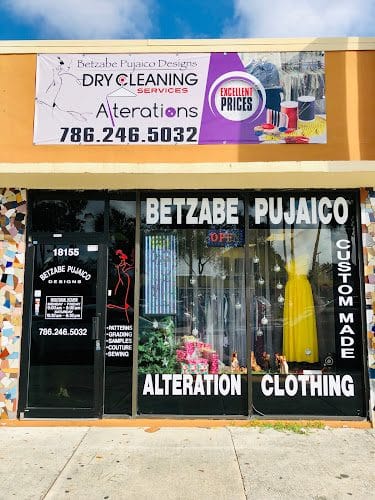 Betzabe Pujaico Designs
DRY CLEANING
SERVICES
Alterations
786.246.5032
EXCELLENT
PRICES
BETZABE PUJAICO
OPEN
18155
BETZABE PUJAICO
DESIGNS
786.246.5032
•PATTERNS
•GRADING
•SAMPLES
•COUTURE
•SEWING
CUSTOM MADE
ALTERATION CLOTHING